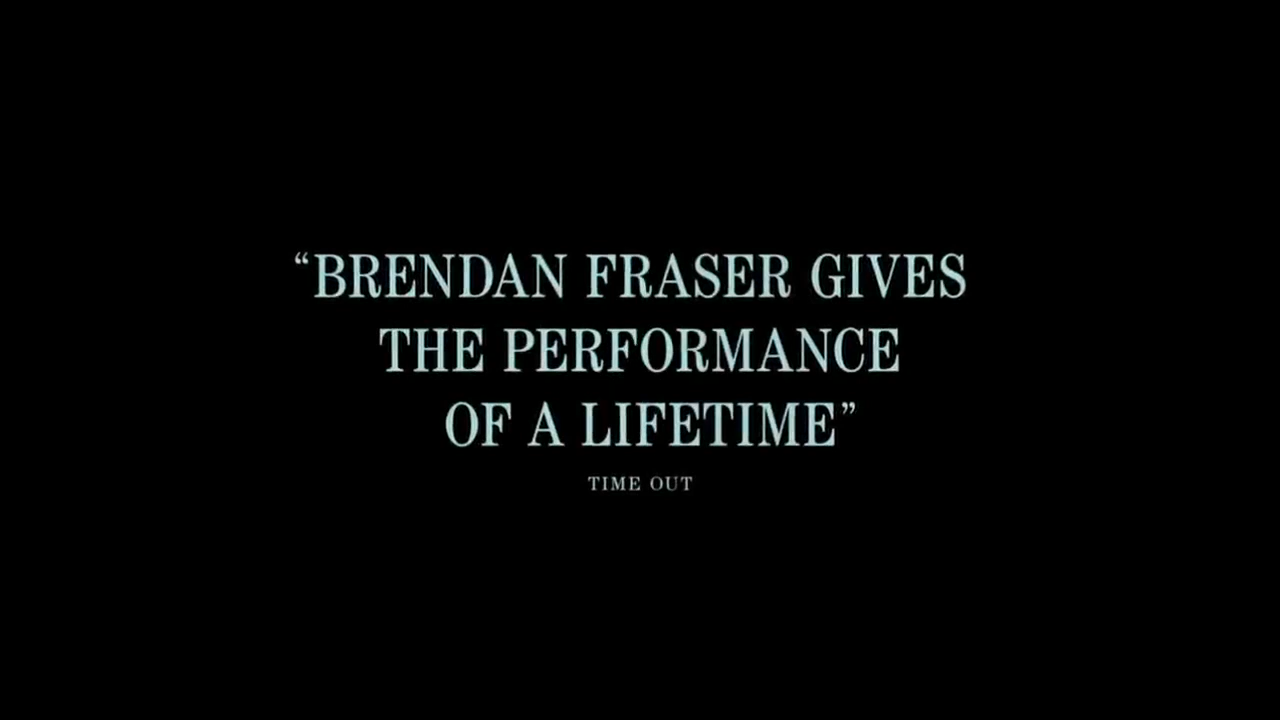 “BRENDAN FRASER GIVES
THE PERFORMANCE
OF A LIFETIME”
TIME OUT